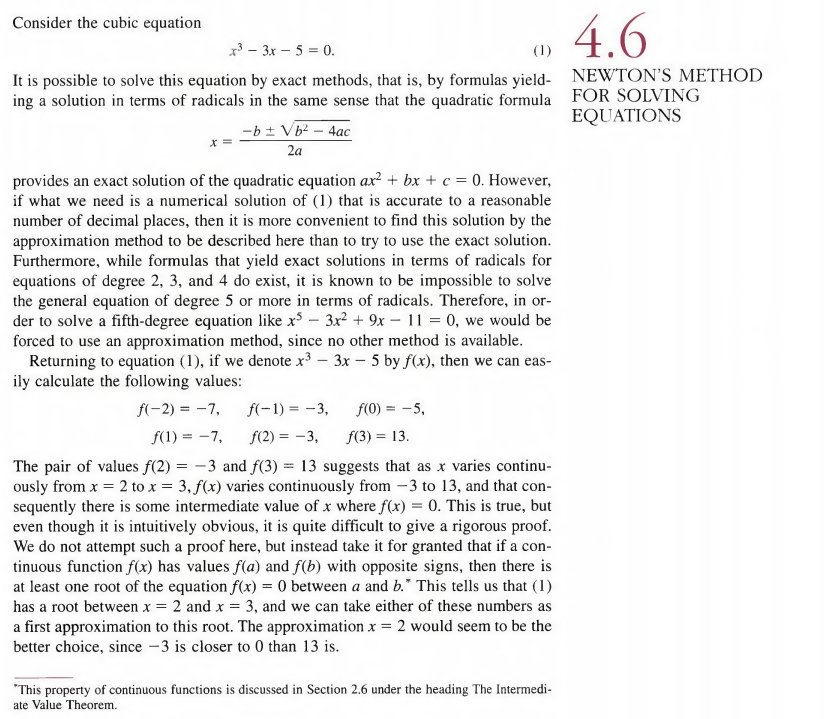 4.6
NEWTON'S METHOD
FOR SOLVING
EQUATIONS
Consider the cubic equation
x³ − 3x − 5 = 0. (1)
It is possible to solve this equation by exact methods, that is, by formulas yield-
ing a solution in terms of radicals in the same sense that the quadratic formula
x = (−b ± √(b² − 4ac)) / 2a
provides an exact solution of the quadratic equation ax² + bx + c = 0. However,
if what we need is a numerical solution of (1) that is accurate to a reasonable
number of decimal places, then it is more convenient to find this solution by the
approximation method to be described here than to try to use the exact solution.
Furthermore, while formulas that yield exact solutions in terms of radicals for
equations of degree 2, 3, and 4 do exist, it is known to be impossible to solve
the general equation of degree 5 or more in terms of radicals. Therefore, in or-
der to solve a fifth-degree equation like x⁵ − 3x² + 9x − 11 = 0, we would be
forced to use an approximation method, since no other method is available.
Returning to equation (1), if we denote x³ − 3x − 5 by f(x), then we can eas-
ily calculate the following values:
f(−2) = −7, f(−1) = −3, f(0) = −5,
f(1) = −7, f(2) = −3, f(3) = 13.
The pair of values f(2) = −3 and f(3) = 13 suggests that as x varies continu-
ously from x = 2 to x = 3, f(x) varies continuously from −3 to 13, and that con-
sequently there is some intermediate value of x where f(x) = 0. This is true, but
even though it is intuitively obvious, it is quite difficult to give a rigorous proof.
We do not attempt such a proof here, but instead take it for granted that if a con-
tinuous function f(x) has values f(a) and f(b) with opposite signs, then there is
at least one root of the equation f(x) = 0 between a and b.* This tells us that (1)
has a root between x = 2 and x = 3, and we can take either of these numbers as
a first approximation to this root. The approximation x = 2 would seem to be the
better choice, since −3 is closer to 0 than 13 is.
*This property of continuous functions is discussed in Section 2.6 under the heading The Intermedi-
ate Value Theorem.